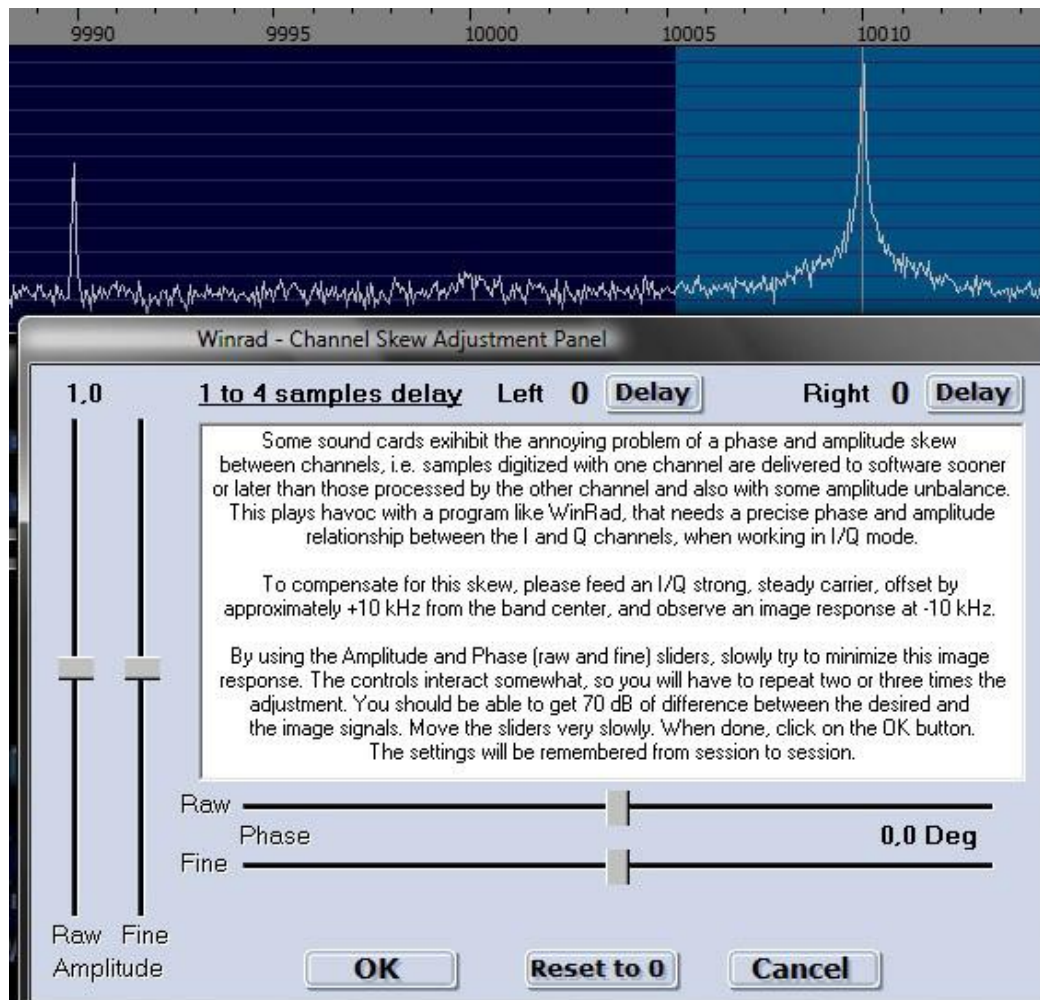 9990 9995 10000 10005 10010
Winrad - Channel Skew Adjustment Panel
1,0 1 to 4 samples delay Left 0 Delay Right 0 Delay
Some sound cards exihibit the annoying problem of a phase and amplitude skew
between channels, i.e. samples digitized with one channel are delivered to software sooner
or later than those processed by the other channel and also with some amplitude unbalance.
This plays havoc with a program like WinRad, that needs a precise phase and amplitude
relationship between the I and Q channels, when working in I/Q mode.
To compensate for this skew, please feed an I/Q strong, steady carrier, offset by
approximately +10 kHz from the band center, and observe an image response at -10 kHz.
By using the Amplitude and Phase (raw and fine) sliders, slowly try to minimize this image
response. The controls interact somewhat, so you will have to repeat two or three times the
adjustment. You should be able to get 70 dB of difference between the desired and
the image signals. Move the sliders very slowly. When done, click on the OK button.
The settings will be remembered from session to session.
Raw
Phase 0,0 Deg
Fine
Raw Fine
Amplitude
OK Reset to 0 Cancel